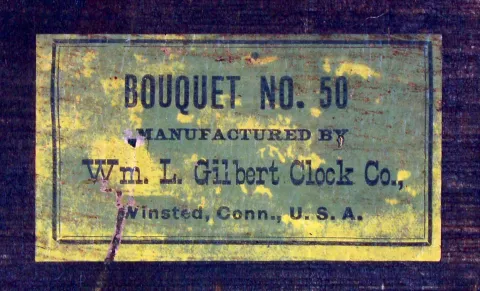 BOUQUET NO. 50
MANUFACTURED BY
Wm. L. Gilbert Clock Co.,
Winsted, Conn., U. S. A.